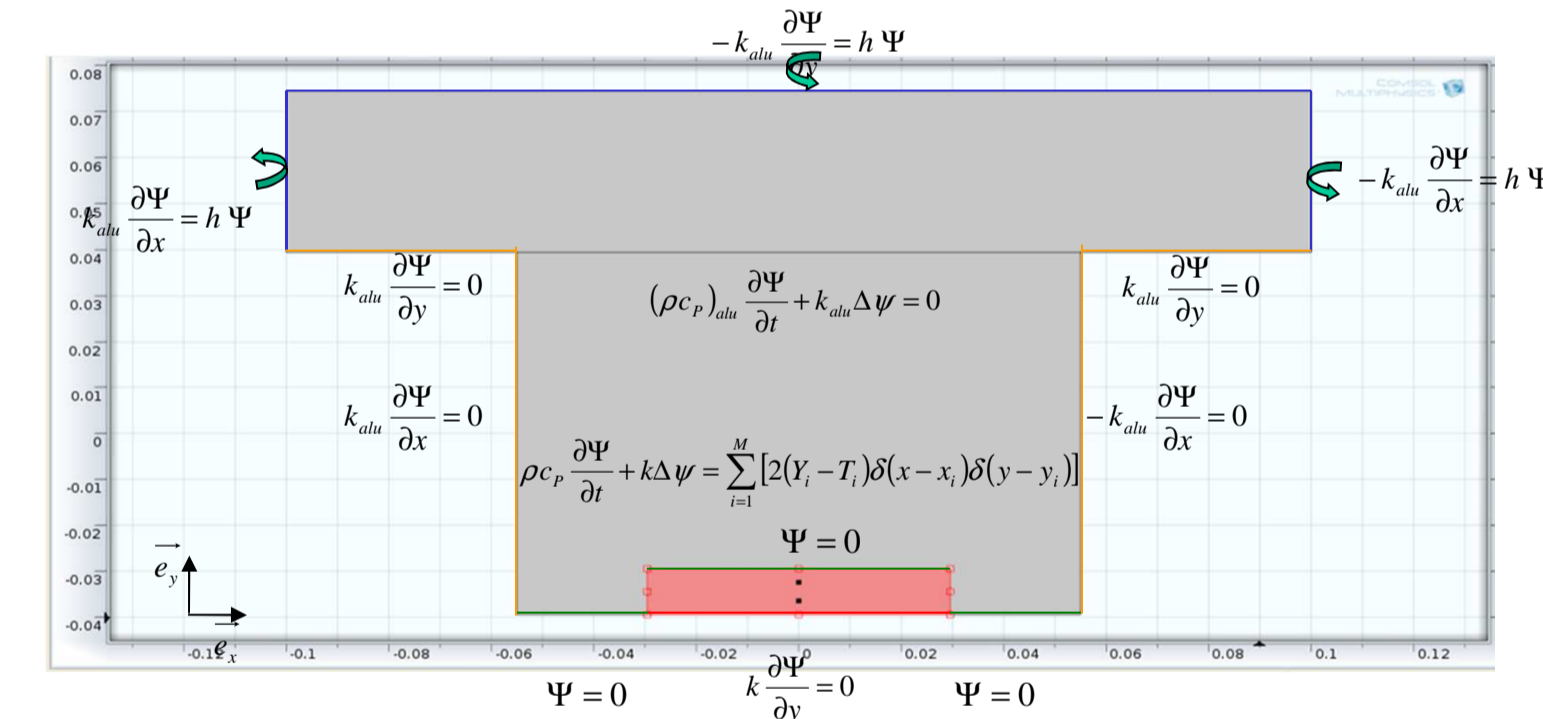 −k_alu ∂Ψ/∂y = h Ψ
COMSOL
MULTIPHYSICS
0.08
0.07
0.06
0.05
0.04
0.03
0.02
0.01
0
-0.01
-0.02
-0.03
-0.04
k_alu ∂Ψ/∂x = h Ψ
−k_alu ∂Ψ/∂x = h Ψ
k_alu ∂Ψ/∂y = 0
(ρc_P)_alu ∂Ψ/∂t + k_alu Δψ = 0
k_alu ∂Ψ/∂y = 0
k_alu ∂Ψ/∂x = 0
−k_alu ∂Ψ/∂x = 0
ρc_P ∂Ψ/∂t + kΔψ = ∑_{i=1}^{M} [2(Y_i − T_i)δ(x − x_i)δ(y − y_i)]
Ψ = 0
e_y
e_x
-0.12 -0.1 -0.08 -0.06 -0.04 -0.02 0 0.02 0.04 0.06 0.08 0.1 0.12
Ψ = 0 k ∂Ψ/∂y = 0 Ψ = 0